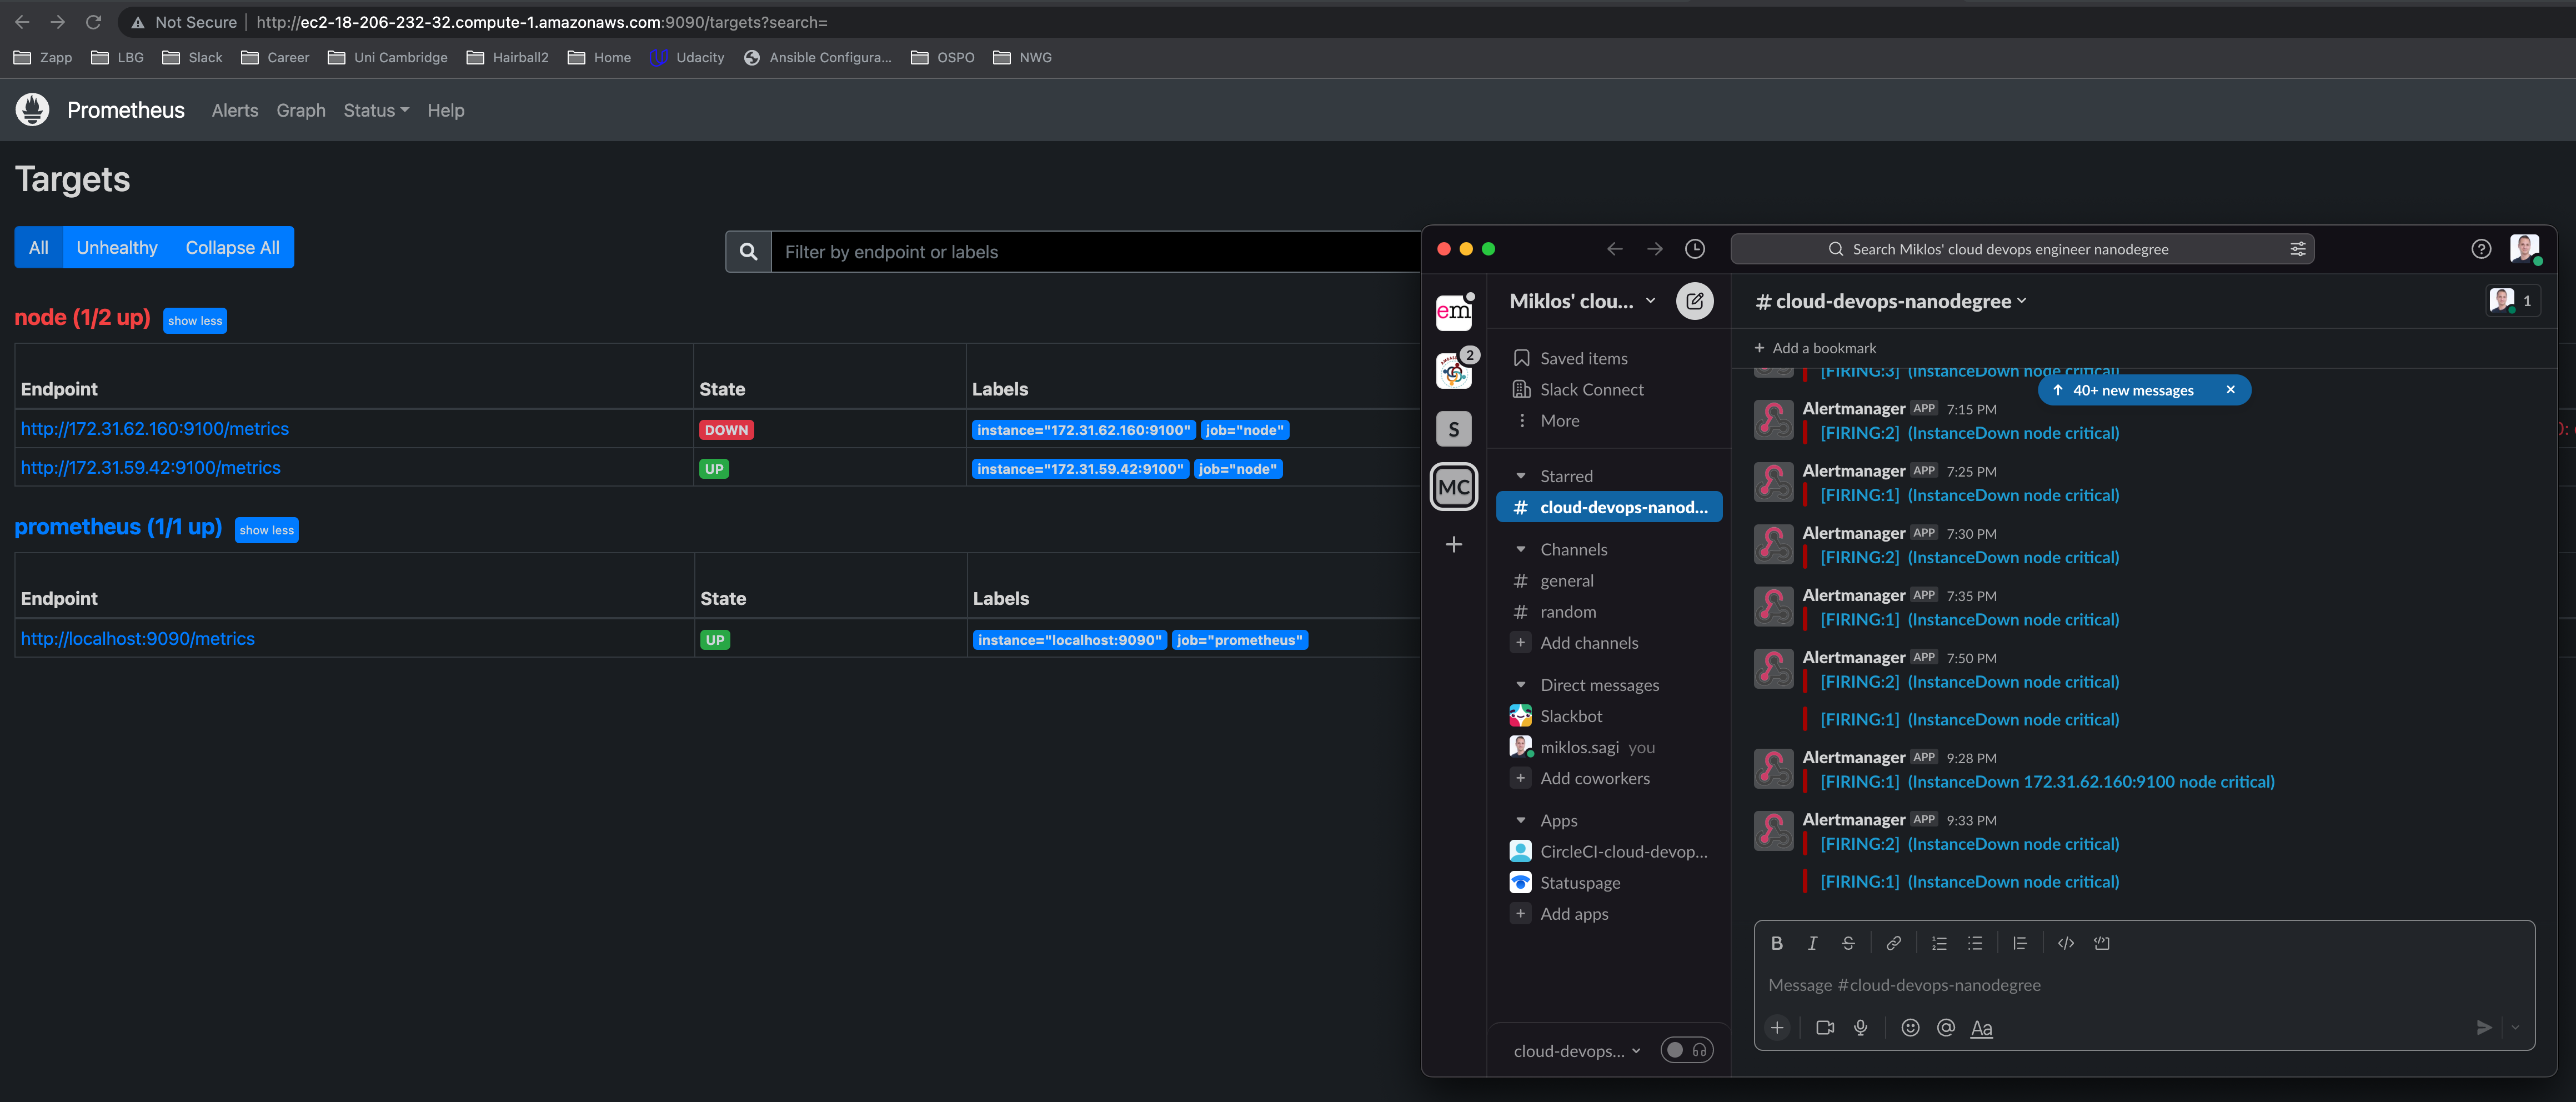 Not Secure | http://ec2-18-206-232-32.compute-1.amazonaws.com:9090/targets?search=
Zapp LBG Slack Career Uni Cambridge Hairball2 Home Udacity Ansible Configura... OSPO NWG
Prometheus Alerts Graph Status Help
Targets
All Unhealthy Collapse All
Filter by endpoint or labels
node (1/2 up) show less
Endpoint State Labels
http://172.31.62.160:9100/metrics DOWN instance="172.31.62.160:9100" job="node"
http://172.31.59.42:9100/metrics UP instance="172.31.59.42:9100" job="node"
prometheus (1/1 up) show less
Endpoint State Labels
http://localhost:9090/metrics UP instance="localhost:9090" job="prometheus"
Search Miklos' cloud devops engineer nanodegree
em
2
S
MC
Miklos' clou...
Saved items
Slack Connect
More
Starred
# cloud-devops-nanod...
Channels
# general
# random
+ Add channels
Direct messages
Slackbot
miklos.sagi you
+ Add coworkers
Apps
CircleCI-cloud-devop...
Statuspage
+ Add apps
cloud-devops...
# cloud-devops-nanodegree
1
+ Add a bookmark
[FIRING:3] (InstanceDown node critical)
40+ new messages
Alertmanager APP 7:15 PM
[FIRING:2] (InstanceDown node critical)
Alertmanager APP 7:25 PM
[FIRING:1] (InstanceDown node critical)
Alertmanager APP 7:30 PM
[FIRING:2] (InstanceDown node critical)
Alertmanager APP 7:35 PM
[FIRING:1] (InstanceDown node critical)
Alertmanager APP 7:50 PM
[FIRING:2] (InstanceDown node critical)
[FIRING:1] (InstanceDown node critical)
Alertmanager APP 9:28 PM
[FIRING:1] (InstanceDown 172.31.62.160:9100 node critical)
Alertmanager APP 9:33 PM
[FIRING:2] (InstanceDown node critical)
[FIRING:1] (InstanceDown node critical)
B I S
Message #cloud-devops-nanodegree
+ @ Aa